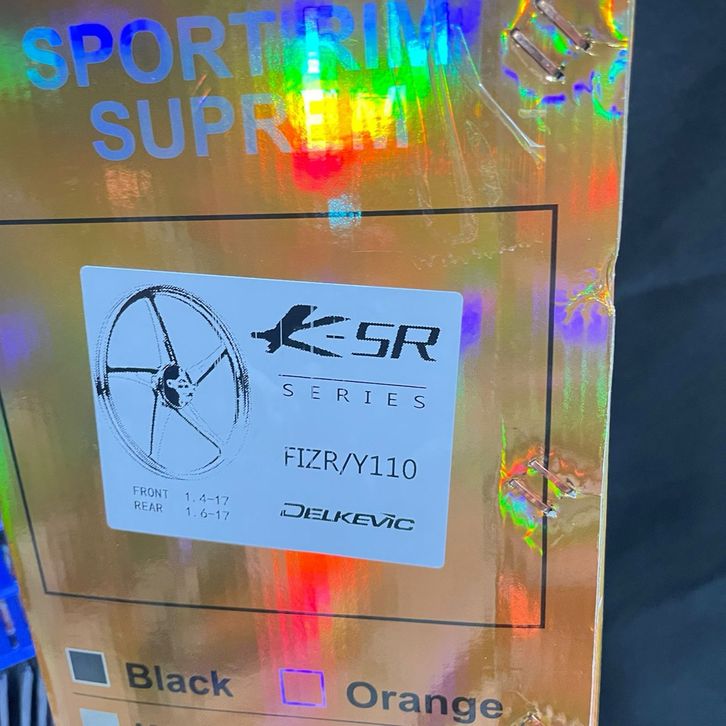 SPORT RIM
SUPREM
K-SR
SERIES
FIZR/Y110
FRONT 1.4-17
REAR 1.6-17
DELKEVIC
Black
Orange